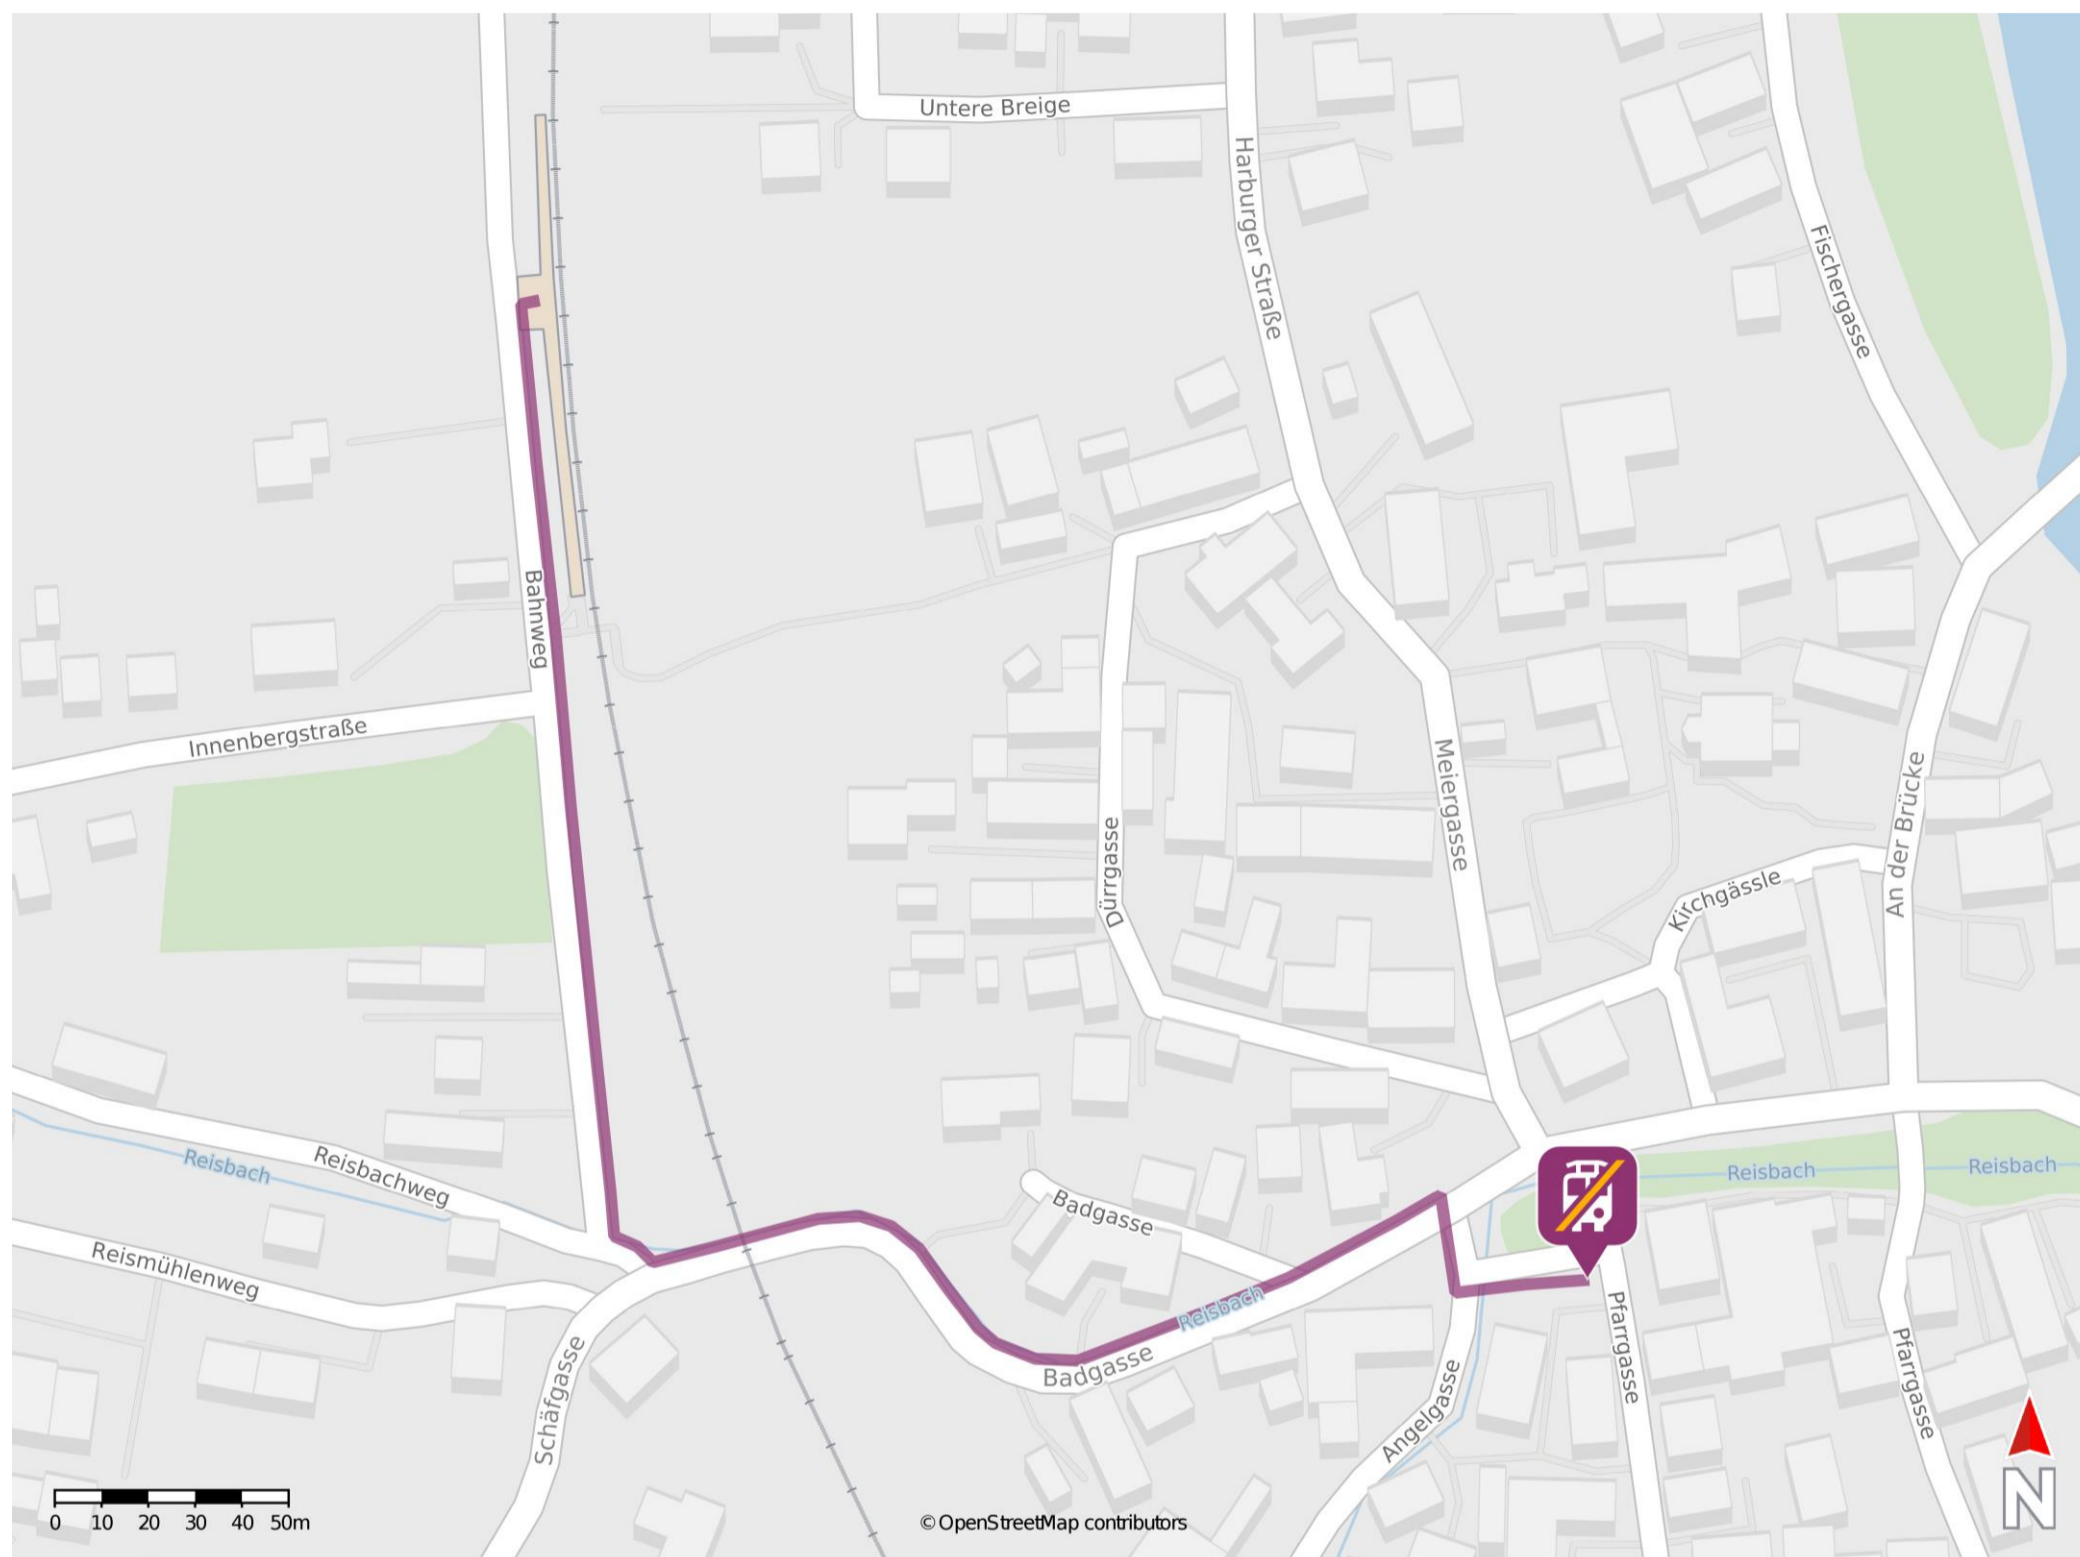 Untere Breige
Harburger Straße
Fischergasse
Bahnweg
Innenbergstraße
Meiergasse
An der Brücke
Dürrgasse
Kirchgässle
Reisbach
Reisbachweg
Reisbach
Reisbach
Badgasse
Reismühlenweg
Reisbach
Pfarrgasse
Pfarrgasse
Badgasse
Schäfgasse
Angelgasse
N
0 10 20 30 40 50m
© OpenStreetMap contributors